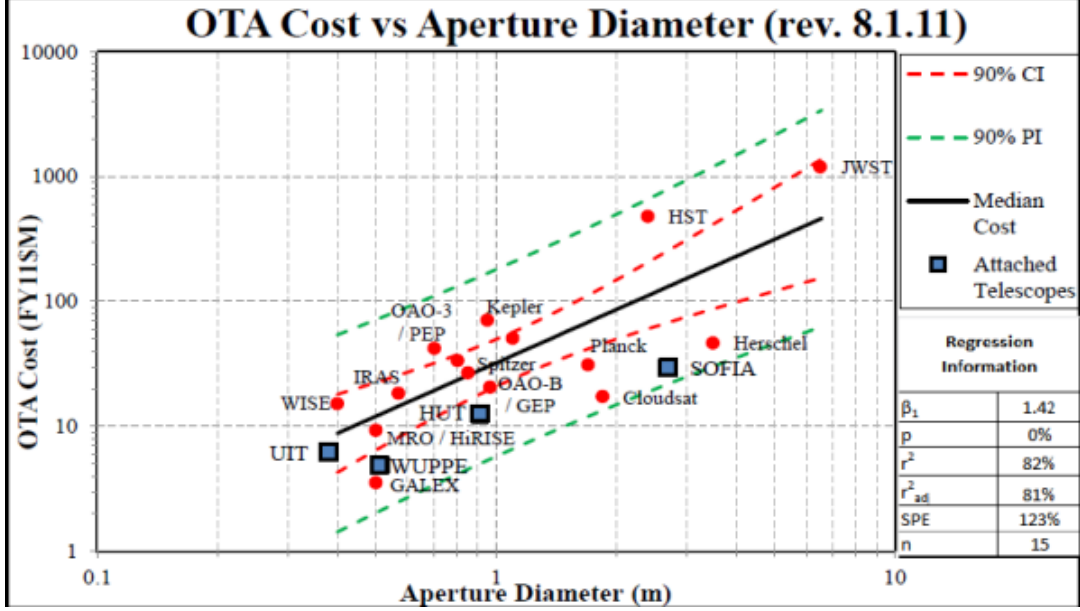 OTA Cost vs Aperture Diameter (rev. 8.1.11)
OTA Cost (FY11$M)
10000
1000
100
10
1
0.1
1
10
Aperture Diameter (m)
JWST
HST
Kepler
OAO-3
/ PEP
Planck
Herschel
SOFIA
Spitzer
IRAS
OAO-B
/ GEP
Cloudsat
WISE
HUT
MRO / HiRISE
UIT
WUPPE
GALEX
90% CI
90% PI
Median
Cost
Attached
Telescopes
Regression
Information
β1 1.42
p 0%
r2 82%
r2adj 81%
SPE 123%
n 15